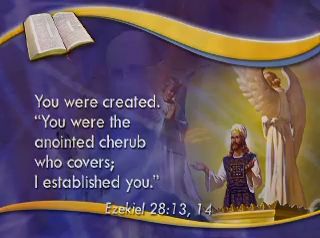 You were created.
“You were the
anointed cherub
who covers;
I established you.”
Ezekiel 28:13, 14